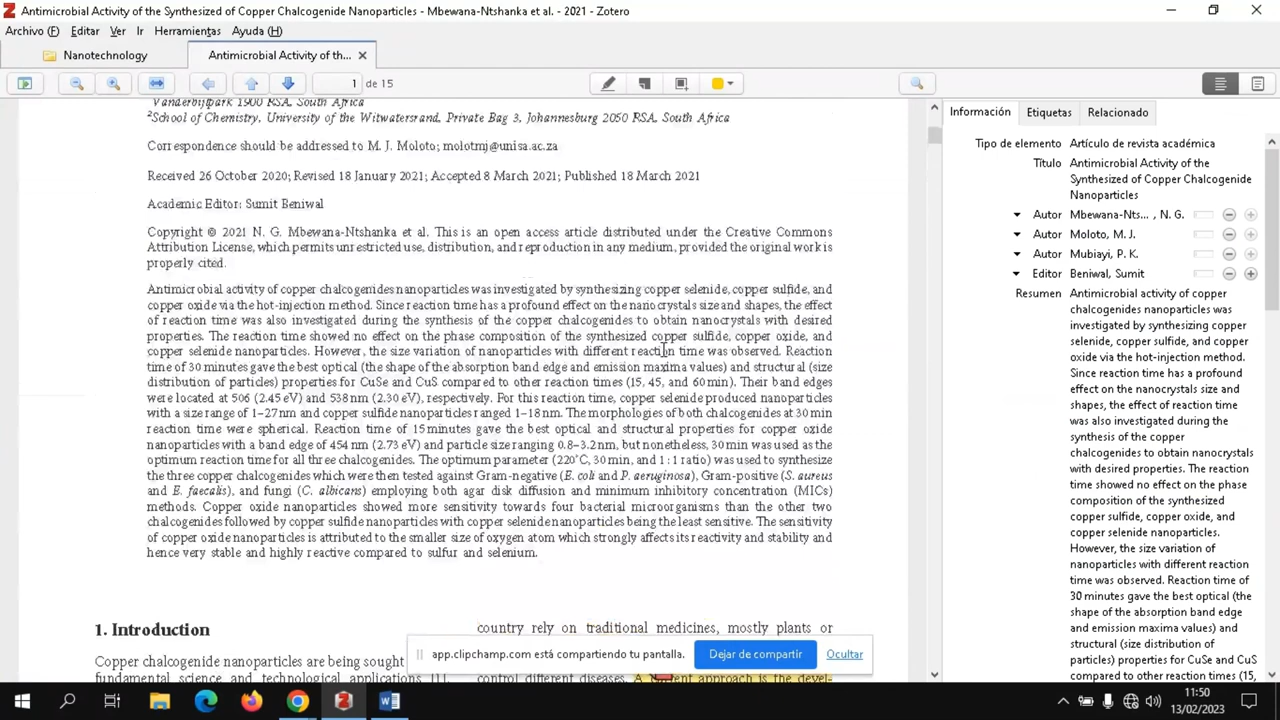 Antimicrobial Activity of the Synthesized of Copper Chalcogenide Nanoparticles - Mbewana-Ntshanka et al. - 2021 - Zotero
Archivo (F) Editar Ver Ir Herramientas Ayuda (H)
Nanotechnology
Antimicrobial Activity of th...
1 de 15
Vanderbijlpark 1900 RSA, South Africa
2School of Chemistry, University of the Witwatersrand, Private Bag 3, Johannesburg 2050 RSA, South Africa
Correspondence should be addressed to M. J. Moloto; molotmj@unisa.ac.za
Received 26 October 2020; Revised 18 January 2021; Accepted 8 March 2021; Published 18 March 2021
Academic Editor: Sumit Beniwal
Copyright © 2021 N. G. Mbewana-Ntshanka et al. This is an open access article distributed under the Creative Commons
Attribution License, which permits unrestricted use, distribution, and reproduction in any medium, provided the original work is
properly cited.
Antimicrobial activity of copper chalcogenides nanoparticles was investigated by synthesizing copper selenide, copper sulfide, and
copper oxide via the hot-injection method. Since reaction time has a profound effect on the nanocrystals size and shapes, the effect
of reaction time was also investigated during the synthesis of the copper chalcogenides to obtain nanocrystals with desired
properties. The reaction time showed no effect on the phase composition of the synthesized copper sulfide, copper oxide, and
copper selenide nanoparticles. However, the size variation of nanoparticles with different reaction time was observed. Reaction
time of 30 minutes gave the best optical (the shape of the absorption band edge and emission maxima values) and structural (size
distribution of particles) properties for CuSe and CuS compared to other reaction times (15, 45, and 60 min). Their band edges
were located at 506 (2.45 eV) and 538 nm (2.30 eV), respectively. For this reaction time, copper selenide produced nanoparticles
with a size range of 1–27 nm and copper sulfide nanoparticles ranged 1–18 nm. The morphologies of both chalcogenides at 30 min
reaction time were spherical. Reaction time of 15 minutes gave the best optical and structural properties for copper oxide
nanoparticles with a band edge of 454 nm (2.73 eV) and particle size ranging 0.8–3.2 nm, but nonetheless, 30 min was used as the
optimum reaction time for all three chalcogenides. The optimum parameter (220°C, 30 min, and 1 : 1 ratio) was used to synthesize
the three copper chalcogenides which were then tested against Gram-negative (E. coli and P. aeruginosa), Gram-positive (S. aureus
and E. faecalis), and fungi (C. albicans) employing both agar disk diffusion and minimum inhibitory concentration (MICs)
methods. Copper oxide nanoparticles showed more sensitivity towards four bacterial microorganisms than the other two
chalcogenides followed by copper sulfide nanoparticles with copper selenide nanoparticles being the least sensitive. The sensitivity
of copper oxide nanoparticles is attributed to the smaller size of oxygen atom which strongly affects its reactivity and stability and
hence very stable and highly reactive compared to sulfur and selenium.
1. Introduction
Copper chalcogenide nanoparticles are being sought
fundamental science and technological applications [1].
country rely on traditional medicines, mostly plants or
control different diseases. A current approach is the devel-
app.clipchamp.com está compartiendo tu pantalla.
Dejar de compartir
Ocultar
Información Etiquetas Relacionado
Tipo de elemento Artículo de revista académica
Título Antimicrobial Activity of the
Synthesized of Copper Chalcogenide
Nanoparticles
Autor Mbewana-Nts... , N. G.
Autor Moloto, M. J.
Autor Mubiayi, P. K.
Editor Beniwal, Sumit
Resumen Antimicrobial activity of copper
chalcogenides nanoparticles was
investigated by synthesizing copper
selenide, copper sulfide, and copper
oxide via the hot-injection method.
Since reaction time has a profound
effect on the nanocrystals size and
shapes, the effect of reaction time
was also investigated during the
synthesis of the copper
chalcogenides to obtain nanocrystals
with desired properties. The reaction
time showed no effect on the phase
composition of the synthesized
copper sulfide, copper oxide, and
copper selenide nanoparticles.
However, the size variation of
nanoparticles with different reaction
time was observed. Reaction time of
30 minutes gave the best optical (the
shape of the absorption band edge
and emission maxima values) and
structural (size distribution of
particles) properties for CuSe and CuS
compared to other reaction times (15,
11:50
13/02/2023